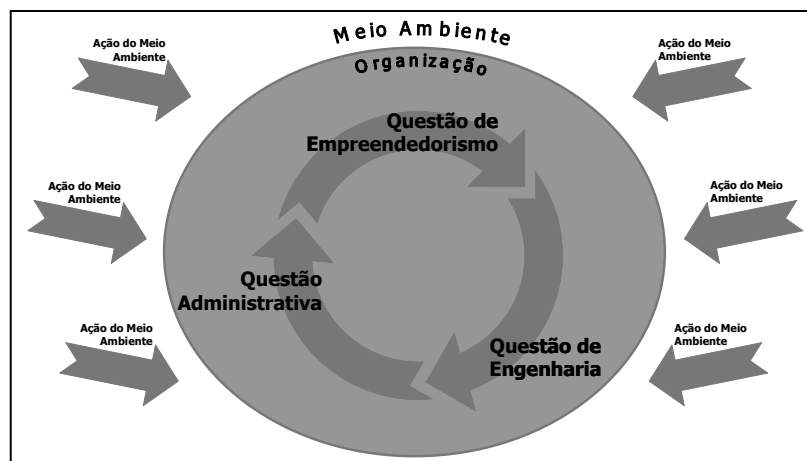 Meio Ambiente
Organização
Ação do Meio
Ambiente
Ação do Meio
Ambiente
Questão de
Empreendedorismo
Ação do Meio
Ambiente
Ação do Meio
Ambiente
Questão
Administrativa
Ação do Meio
Ambiente
Ação do Meio
Ambiente
Questão de
Engenharia